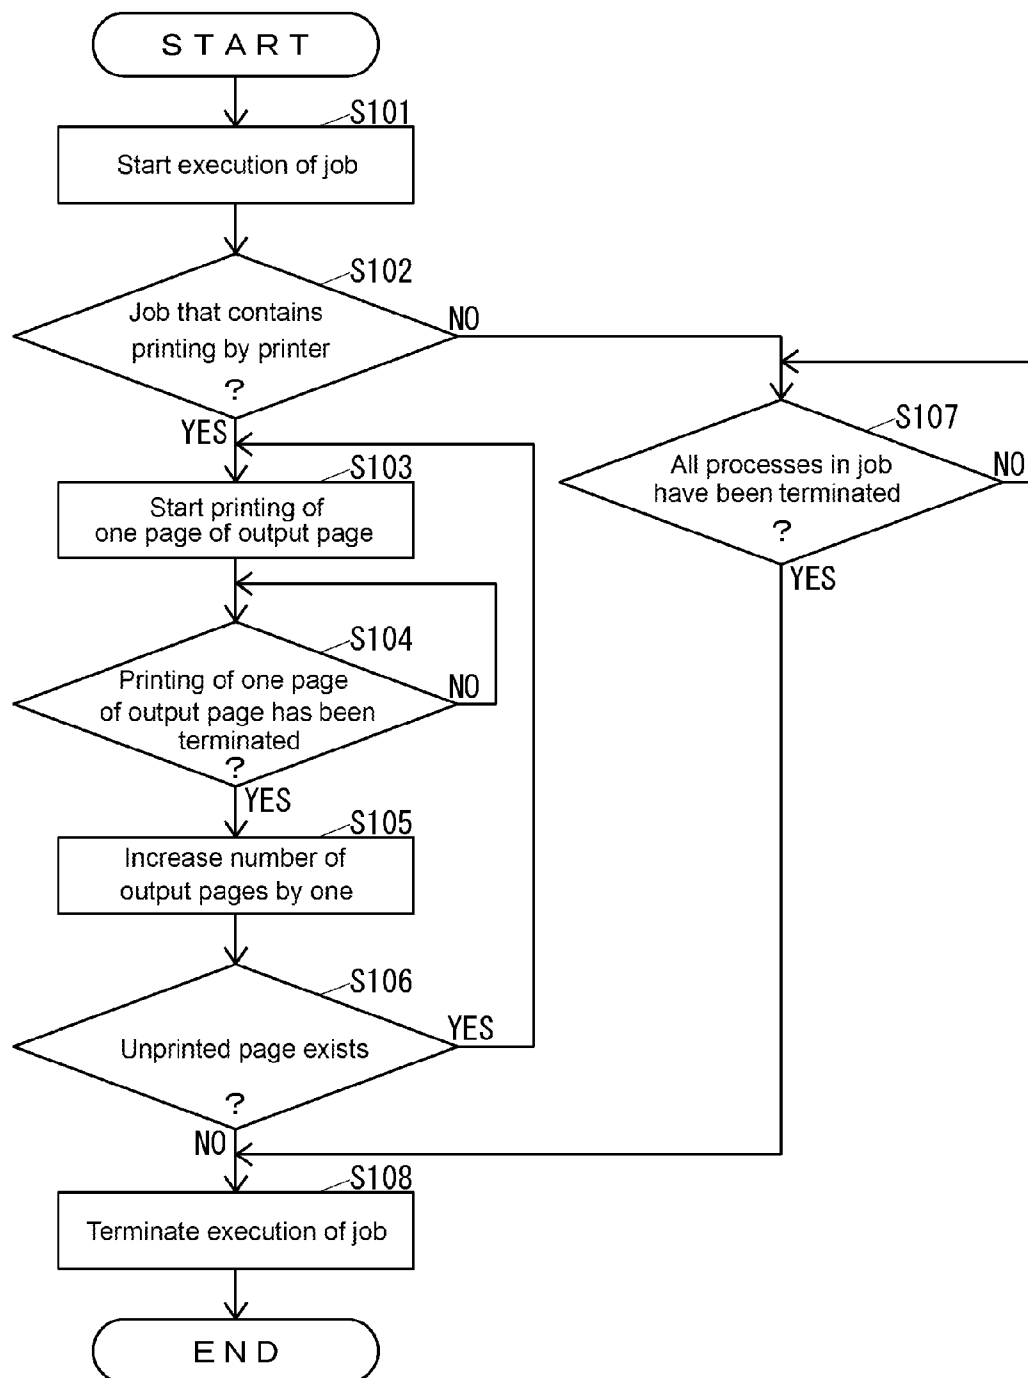 START
S101
Start execution of job
S102
Job that contains
printing by printer
?
NO
YES
S103
Start printing of
one page of output page
S104
Printing of one page
of output page has been
terminated
?
NO
YES
S105
Increase number of
output pages by one
S106
Unprinted page exists
?
YES
NO
S107
All processes in job
have been terminated
?
NO
YES
S108
Terminate execution of job
END